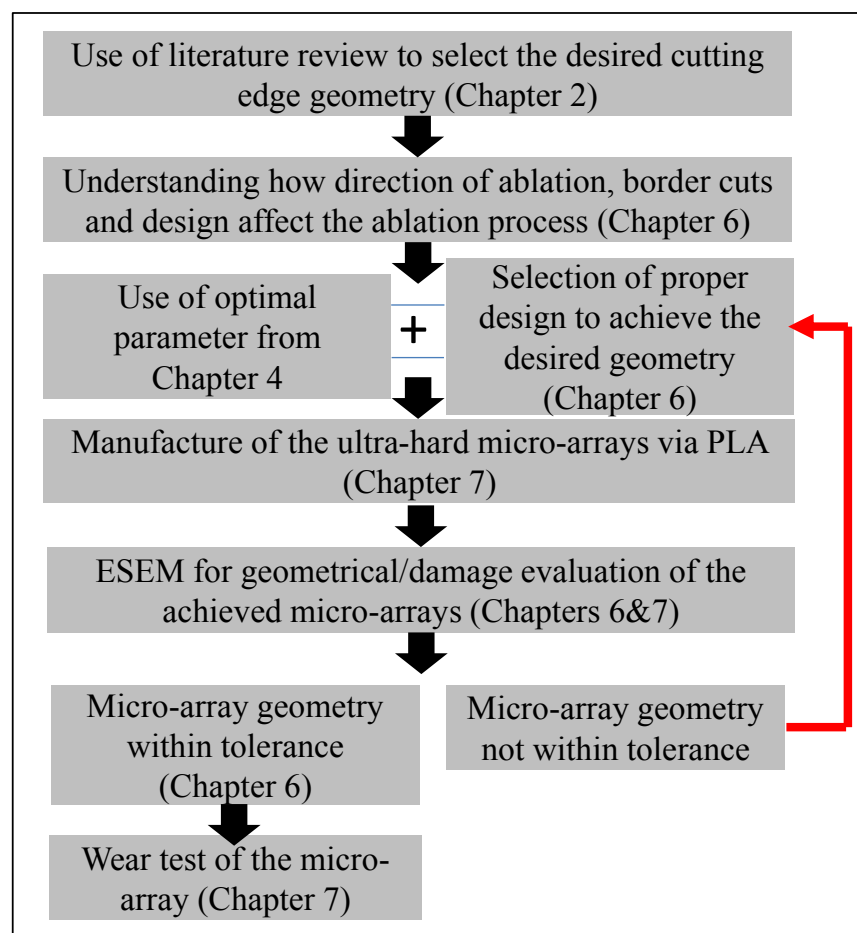 Use of literature review to select the desired cutting
edge geometry (Chapter 2)
Understanding how direction of ablation, border cuts
and design affect the ablation process (Chapter 6)
Use of optimal
parameter from
Chapter 4
+
Selection of proper
design to achieve the
desired geometry
(Chapter 6)
Manufacture of the ultra-hard micro-arrays via PLA
(Chapter 7)
ESEM for geometrical/damage evaluation of the
achieved micro-arrays (Chapters 6&7)
Micro-array geometry
within tolerance
(Chapter 6)
Micro-array geometry
not within tolerance
Wear test of the micro-
array (Chapter 7)